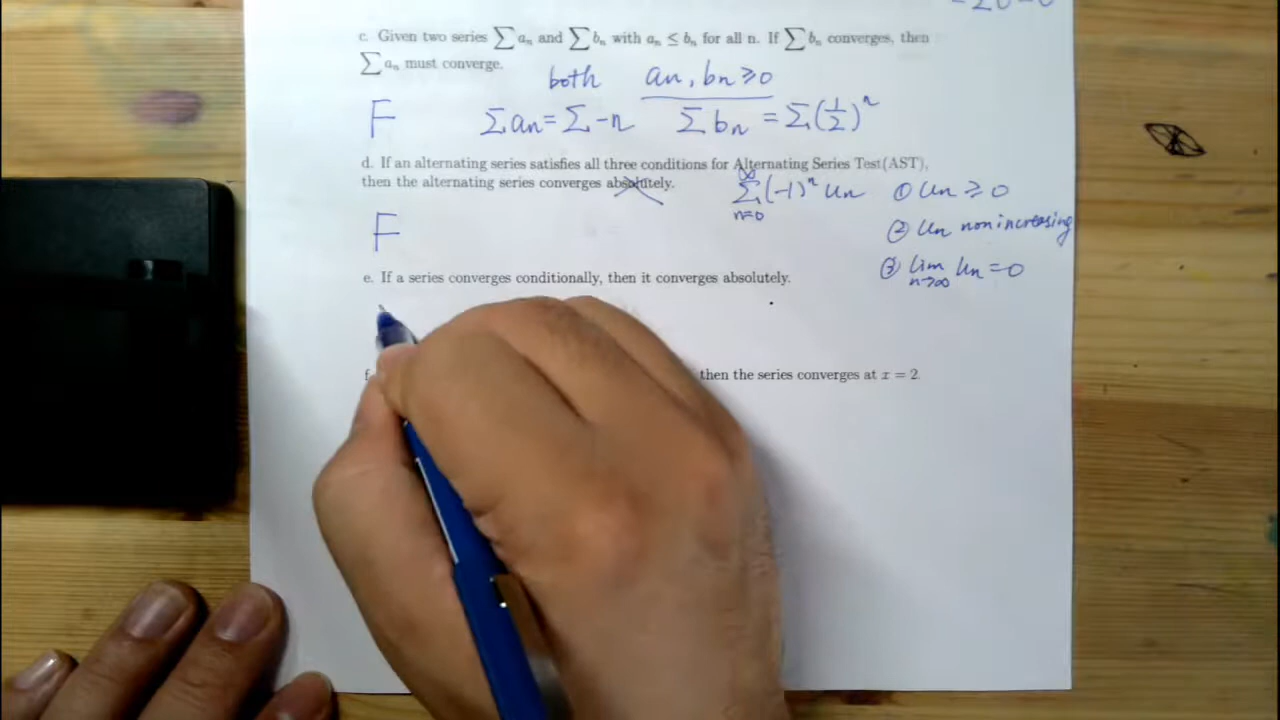 -20=0
c. Given two series ∑ aₙ and ∑ bₙ with aₙ ≤ bₙ for all n. If ∑ bₙ converges, then
∑ aₙ must converge.
both aₙ, bₙ ⩾ 0
F ∑ aₙ = ∑ -n ∑ bₙ = ∑ (1/2)ⁿ
d. If an alternating series satisfies all three conditions for Alternating Series Test(AST),
then the alternating series converges absolutely.
∞∑n=0 (-1)ⁿ uₙ ① uₙ ⩾ 0
② uₙ nonincreasing
F
③ lim n→∞ uₙ = 0
e. If a series converges conditionally, then it converges absolutely.
then the series converges at x = 2